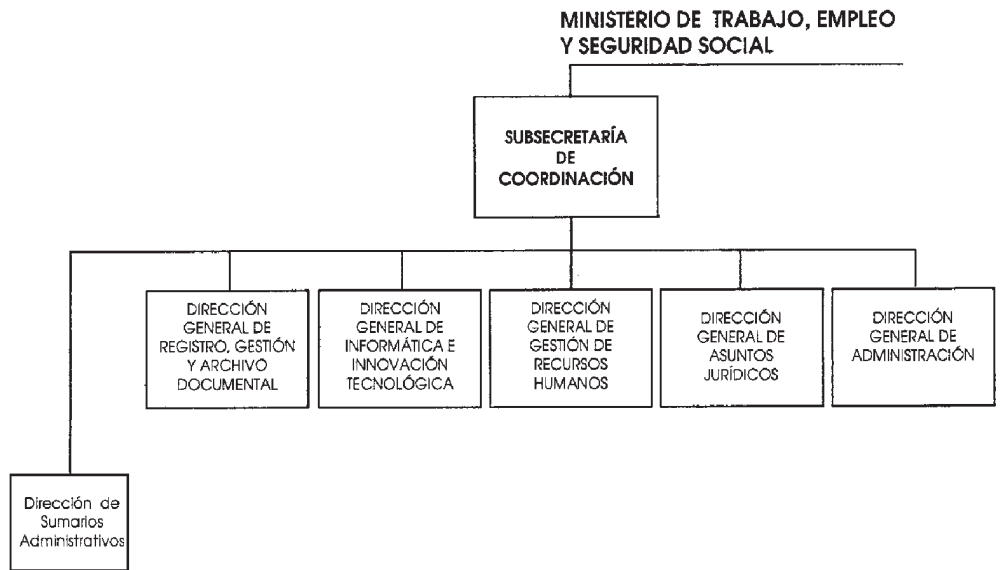 MINISTERIO DE TRABAJO, EMPLEO
Y SEGURIDAD SOCIAL
SUBSECRETARÍA
DE
COORDINACIÓN
DIRECCIÓN
GENERAL DE
REGISTRO, GESTIÓN
Y ARCHIVO
DOCUMENTAL
DIRECCIÓN
GENERAL DE
INFORMÁTICA E
INNOVACIÓN
TECNOLÓGICA
DIRECCIÓN
GENERAL DE
GESTIÓN DE
RECURSOS
HUMANOS
DIRECCIÓN
GENERAL DE
ASUNTOS
JURÍDICOS
DIRECCIÓN
GENERAL
DE ADMINISTRACIÓN
Dirección de
Sumarios
Administrativos